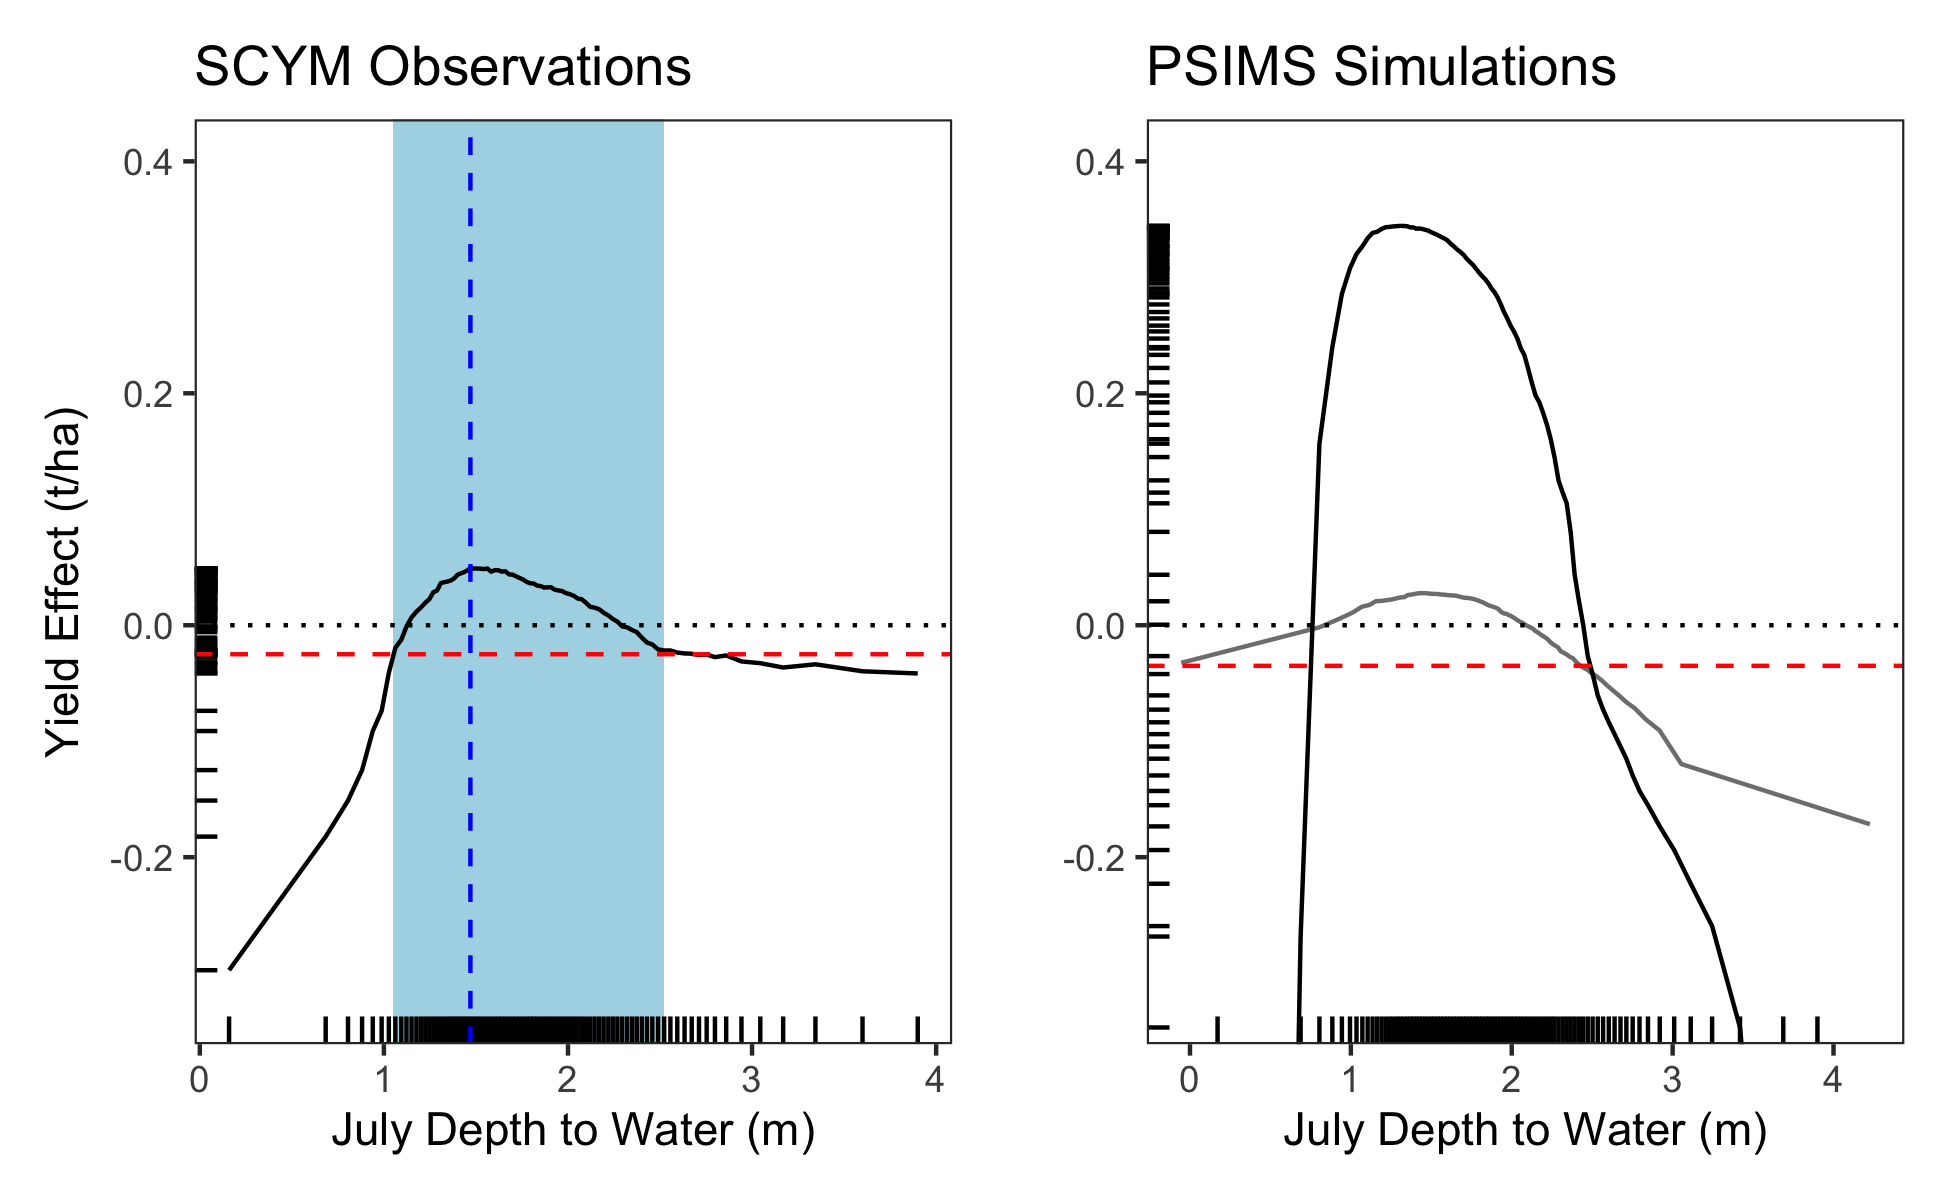 SCYM Observations
PSIMS Simulations
Yield Effect (t/ha)
0.4
0.2
0.0
-0.2
0 1 2 3 4
July Depth to Water (m)
0.4
0.2
0.0
-0.2
0 1 2 3 4
July Depth to Water (m)